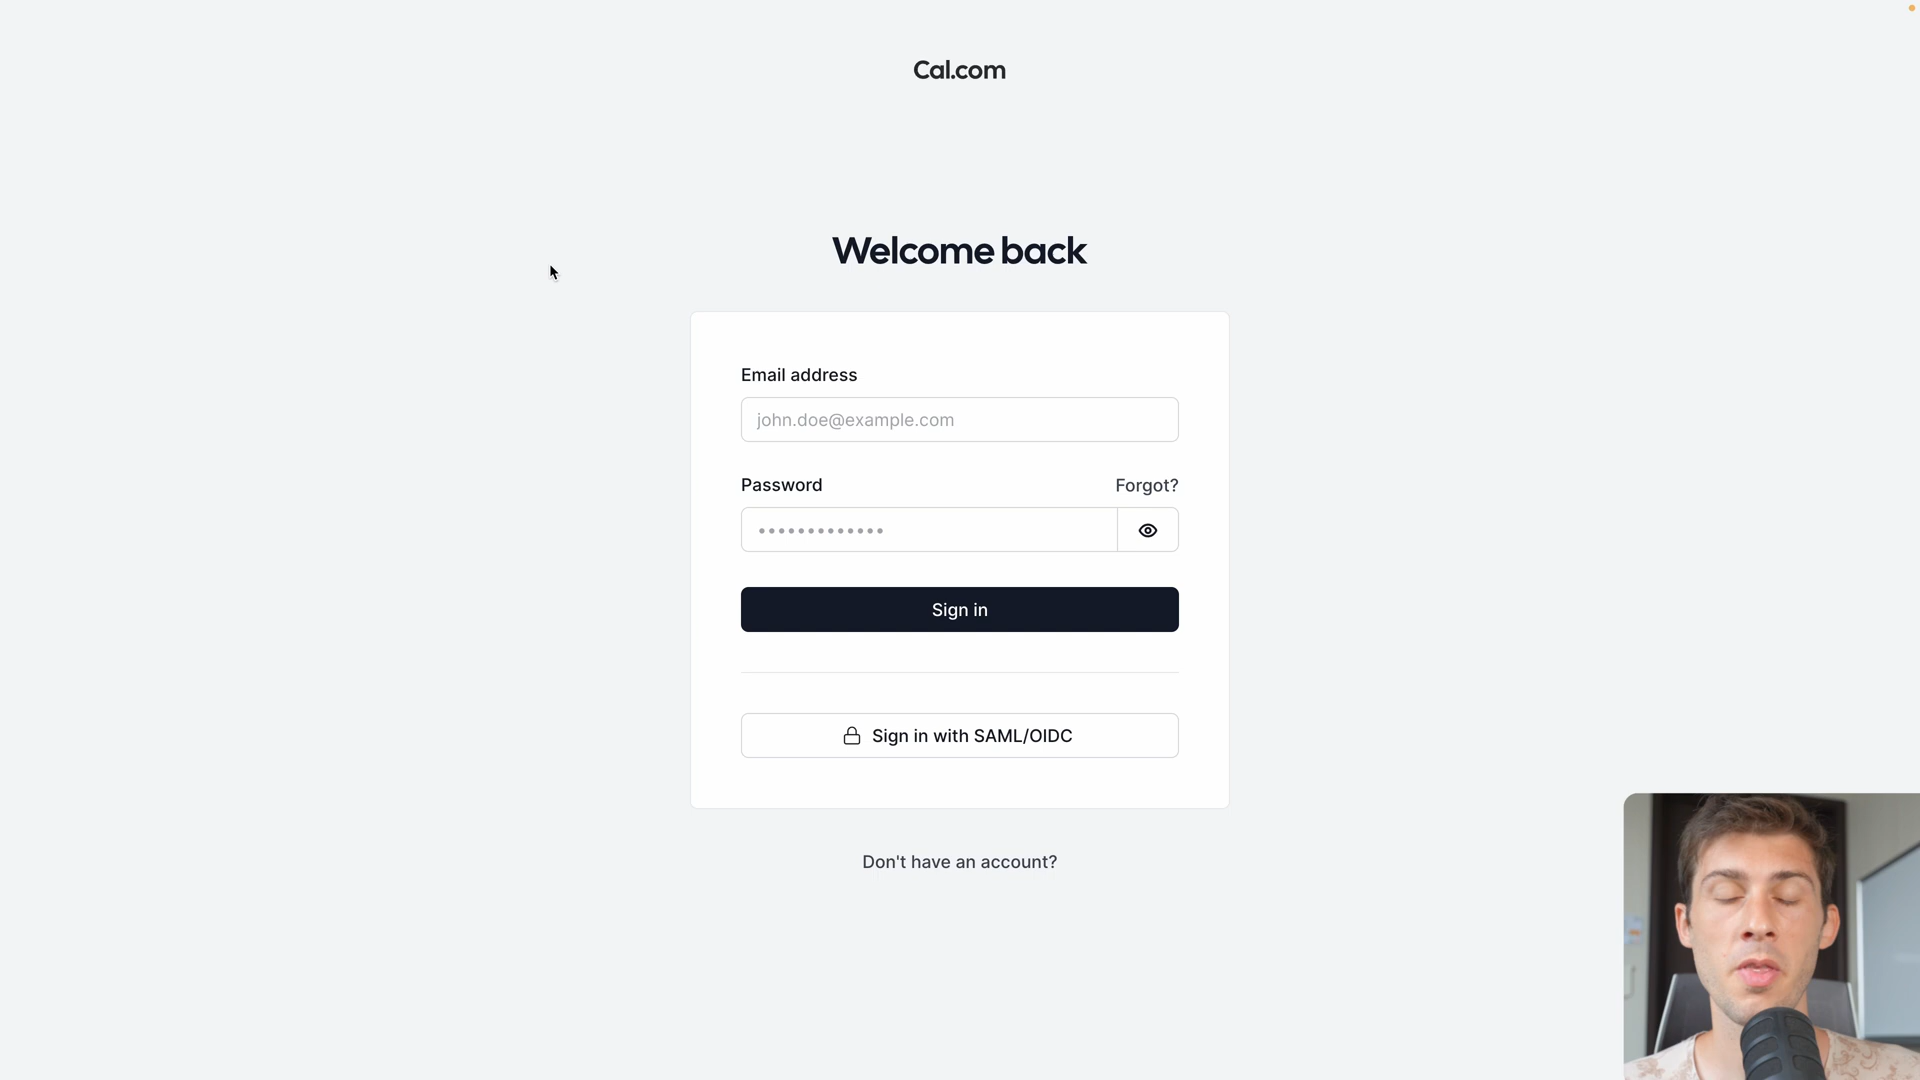 Cal.com
Welcome back
Email address
john.doe@example.com
Password Forgot?
Sign in
Sign in with SAML/OIDC
Don't have an account?